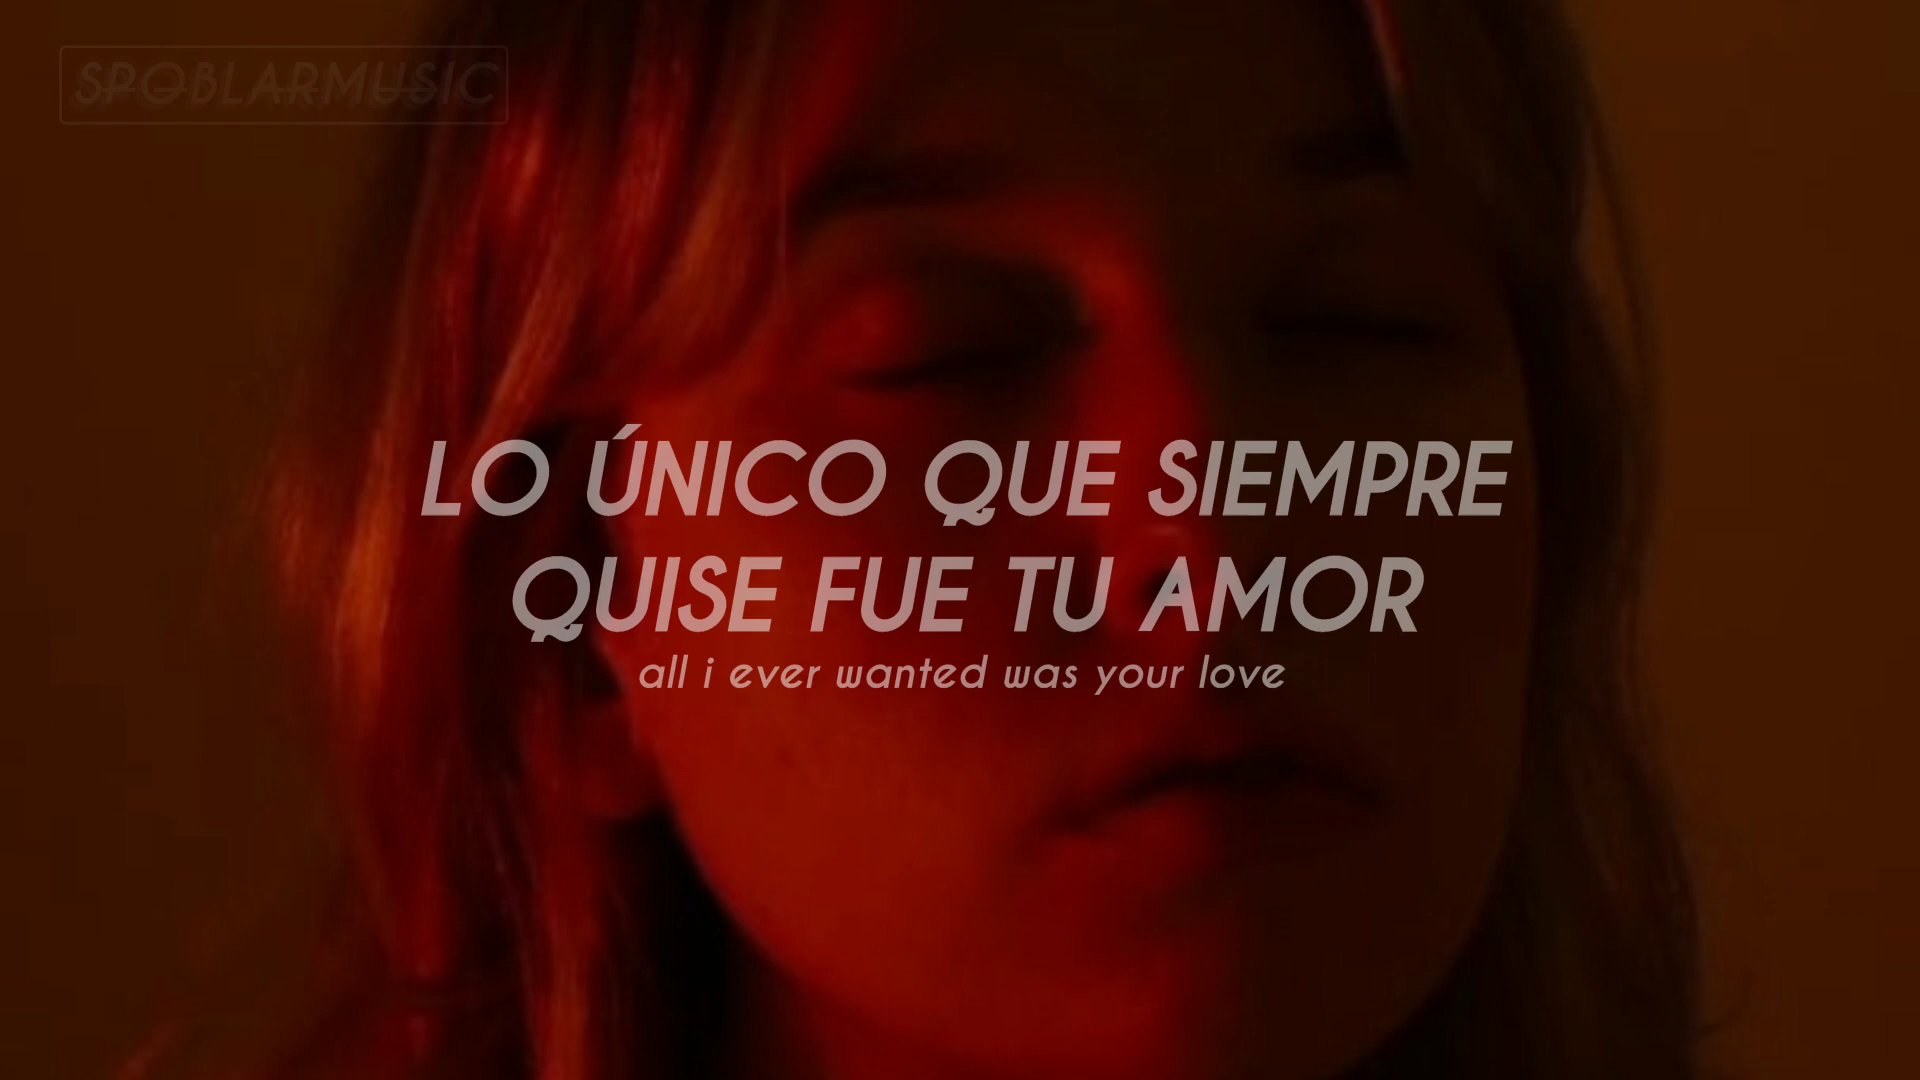 SPOBLARMUSIC
LO ÚNICO QUE SIEMPRE
QUISE FUE TU AMOR
all i ever wanted was your love